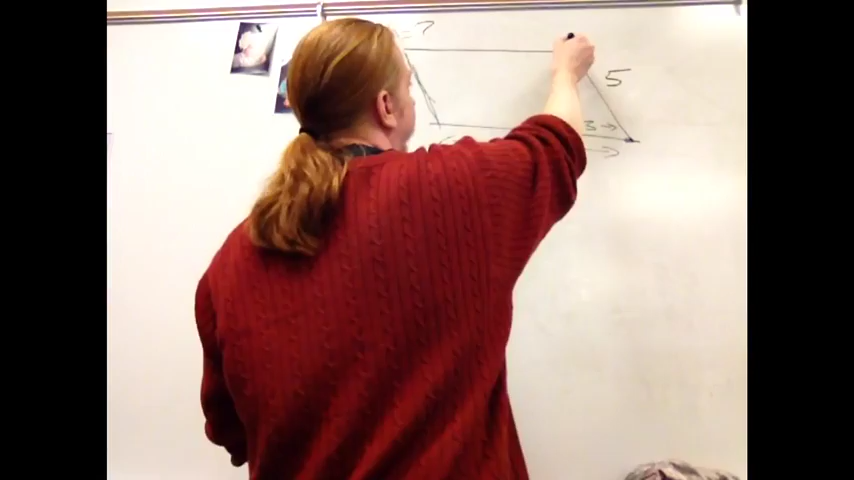 = ?
5
3 →
→